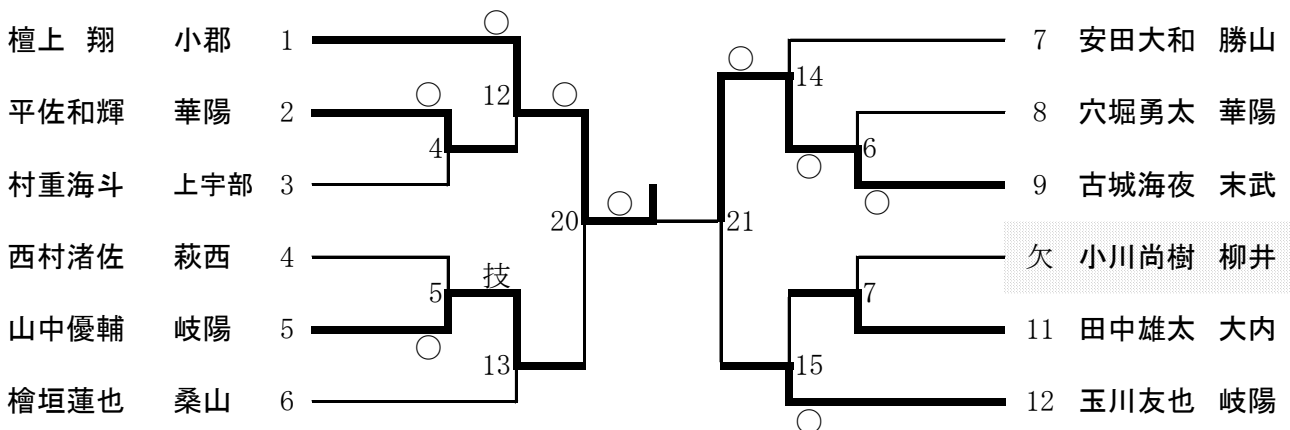 檀上 翔 小郡 1
平佐和輝 華陽 2
村重海斗 上宇部 3
西村渚佐 萩西 4
山中優輔 岐陽 5
檜垣蓮也 桑山 6
○
○
12
○
4
20
○
5
技
○
13
○
14
○
6
○
21
7
15
○
7 安田大和 勝山
8 穴堀勇太 華陽
9 古城海夜 末武
欠 小川尚樹 柳井
11 田中雄太 大内
12 玉川友也 岐陽